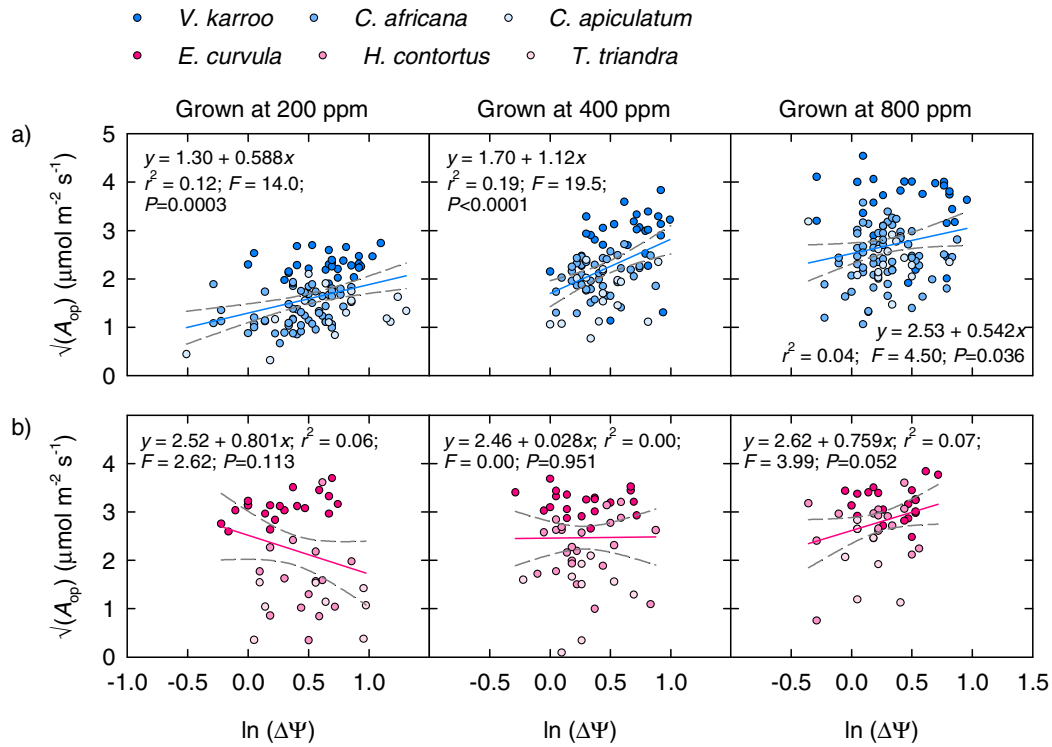 V. karroo C. africana C. apiculatum
E. curvula H. contortus T. triandra
Grown at 200 ppm Grown at 400 ppm Grown at 800 ppm
a)
√(Aop) (µmol m-2 s-1)
5
4
3
2
1
0
y = 1.30 + 0.588x
r2 = 0.12; F = 14.0;
P=0.0003
y = 1.70 + 1.12x
r2 = 0.19; F = 19.5;
P<0.0001
y = 2.53 + 0.542x
r2 = 0.04; F = 4.50; P=0.036
b)
√(Aop) (µmol m-2 s-1)
4
3
2
1
0
y = 2.52 + 0.801x; r2 = 0.06;
F = 2.62; P=0.113
y = 2.46 + 0.028x; r2 = 0.00;
F = 0.00; P=0.951
y = 2.62 + 0.759x; r2 = 0.07;
F = 3.99; P=0.052
-1.0 -0.5 0.0 0.5 1.0 -0.5 0.0 0.5 1.0 -0.5 0.0 0.5 1.0 1.5
ln (ΔΨ) ln (ΔΨ) ln (ΔΨ)